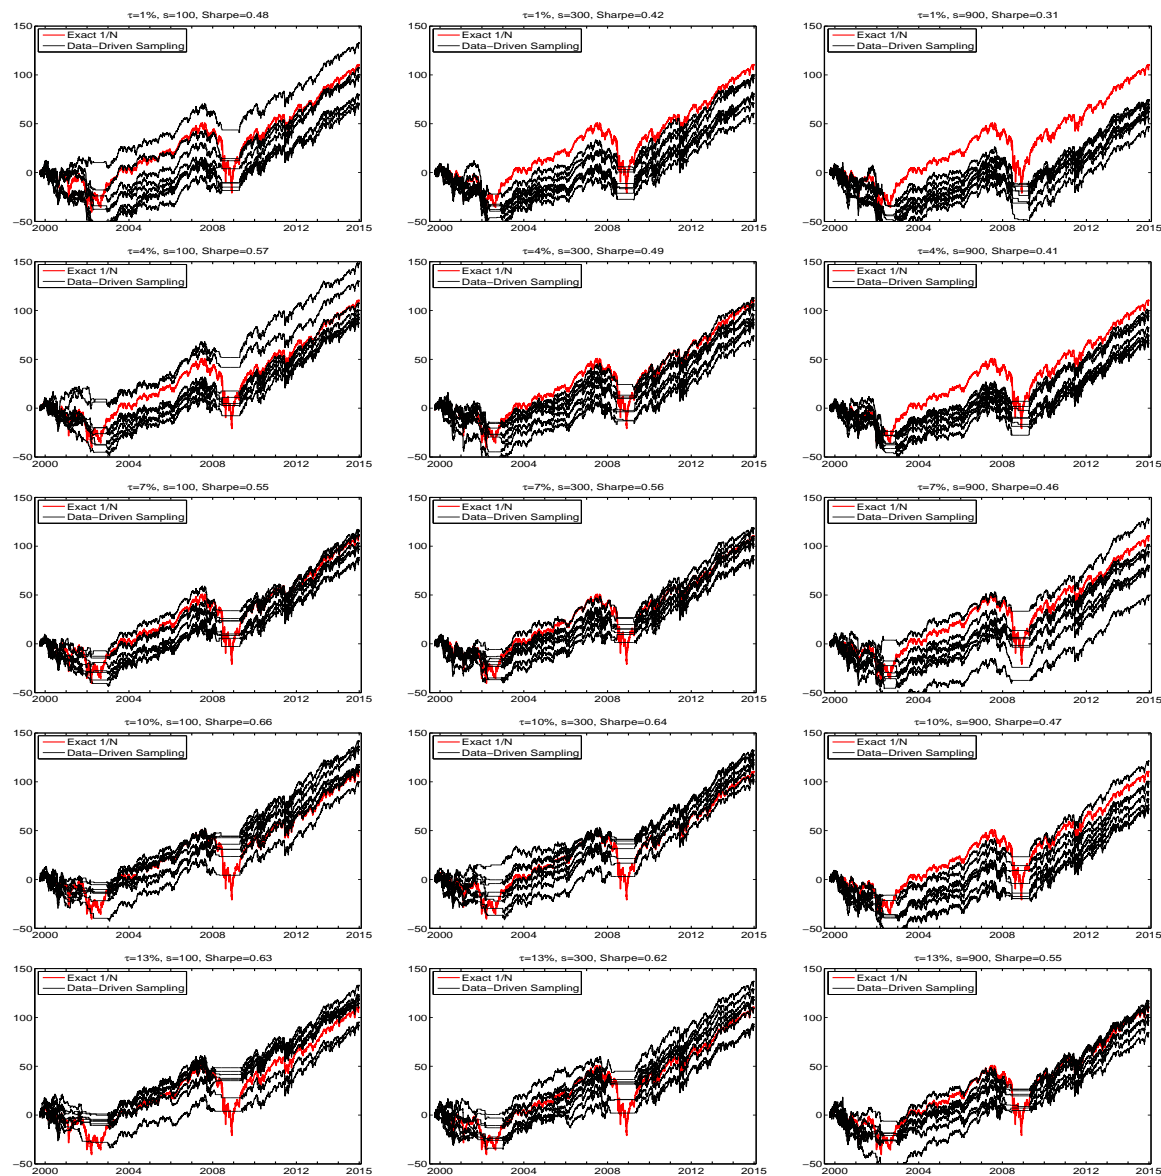 τ=1%, s=100, Sharpe=0.48
Exact 1/N
Data−Driven Sampling
150
100
50
0
−50
2000 2004 2008 2012 2015
τ=1%, s=300, Sharpe=0.42
Exact 1/N
Data−Driven Sampling
150
100
50
0
−50
2000 2004 2007 2012 2015
τ=1%, s=900, Sharpe=0.31
Exact 1/N
Data−Driven Sampling
150
100
50
0
−50
2000 2004 2008 2012 2015
τ=4%, s=100, Sharpe=0.57
Exact 1/N
Data−Driven Sampling
150
100
50
0
−50
2000 2004 2008 2012 2015
τ=4%, s=300, Sharpe=0.49
Exact 1/N
Data−Driven Sampling
150
100
50
0
−50
2000 2004 2007 2012 2015
τ=4%, s=900, Sharpe=0.41
Exact 1/N
Data−Driven Sampling
150
100
50
0
−50
2000 2004 2008 2012 2015
τ=7%, s=100, Sharpe=0.55
Exact 1/N
Data−Driven Sampling
150
100
50
0
−50
2000 2004 2008 2012 2015
τ=7%, s=300, Sharpe=0.56
Exact 1/N
Data−Driven Sampling
150
100
50
0
−50
2000 2004 2007 2012 2015
τ=7%, s=900, Sharpe=0.46
Exact 1/N
Data−Driven Sampling
150
100
50
0
−50
2000 2004 2008 2012 2015
τ=10%, s=100, Sharpe=0.66
Exact 1/N
Data−Driven Sampling
150
100
50
0
−50
2000 2004 2008 2012 2015
τ=10%, s=300, Sharpe=0.64
Exact 1/N
Data−Driven Sampling
150
100
50
0
−50
2000 2004 2007 2012 2015
τ=10%, s=900, Sharpe=0.47
Exact 1/N
Data−Driven Sampling
150
100
50
0
−50
2000 2004 2008 2012 2015
τ=13%, s=100, Sharpe=0.63
Exact 1/N
Data−Driven Sampling
150
100
50
0
−50
2000 2004 2008 2012 2015
τ=13%, s=300, Sharpe=0.62
Exact 1/N
Data−Driven Sampling
150
100
50
0
−50
2000 2004 2007 2012 2015
τ=13%, s=900, Sharpe=0.55
Exact 1/N
Data−Driven Sampling
150
100
50
0
−50
2000 2004 2008 2012 2015